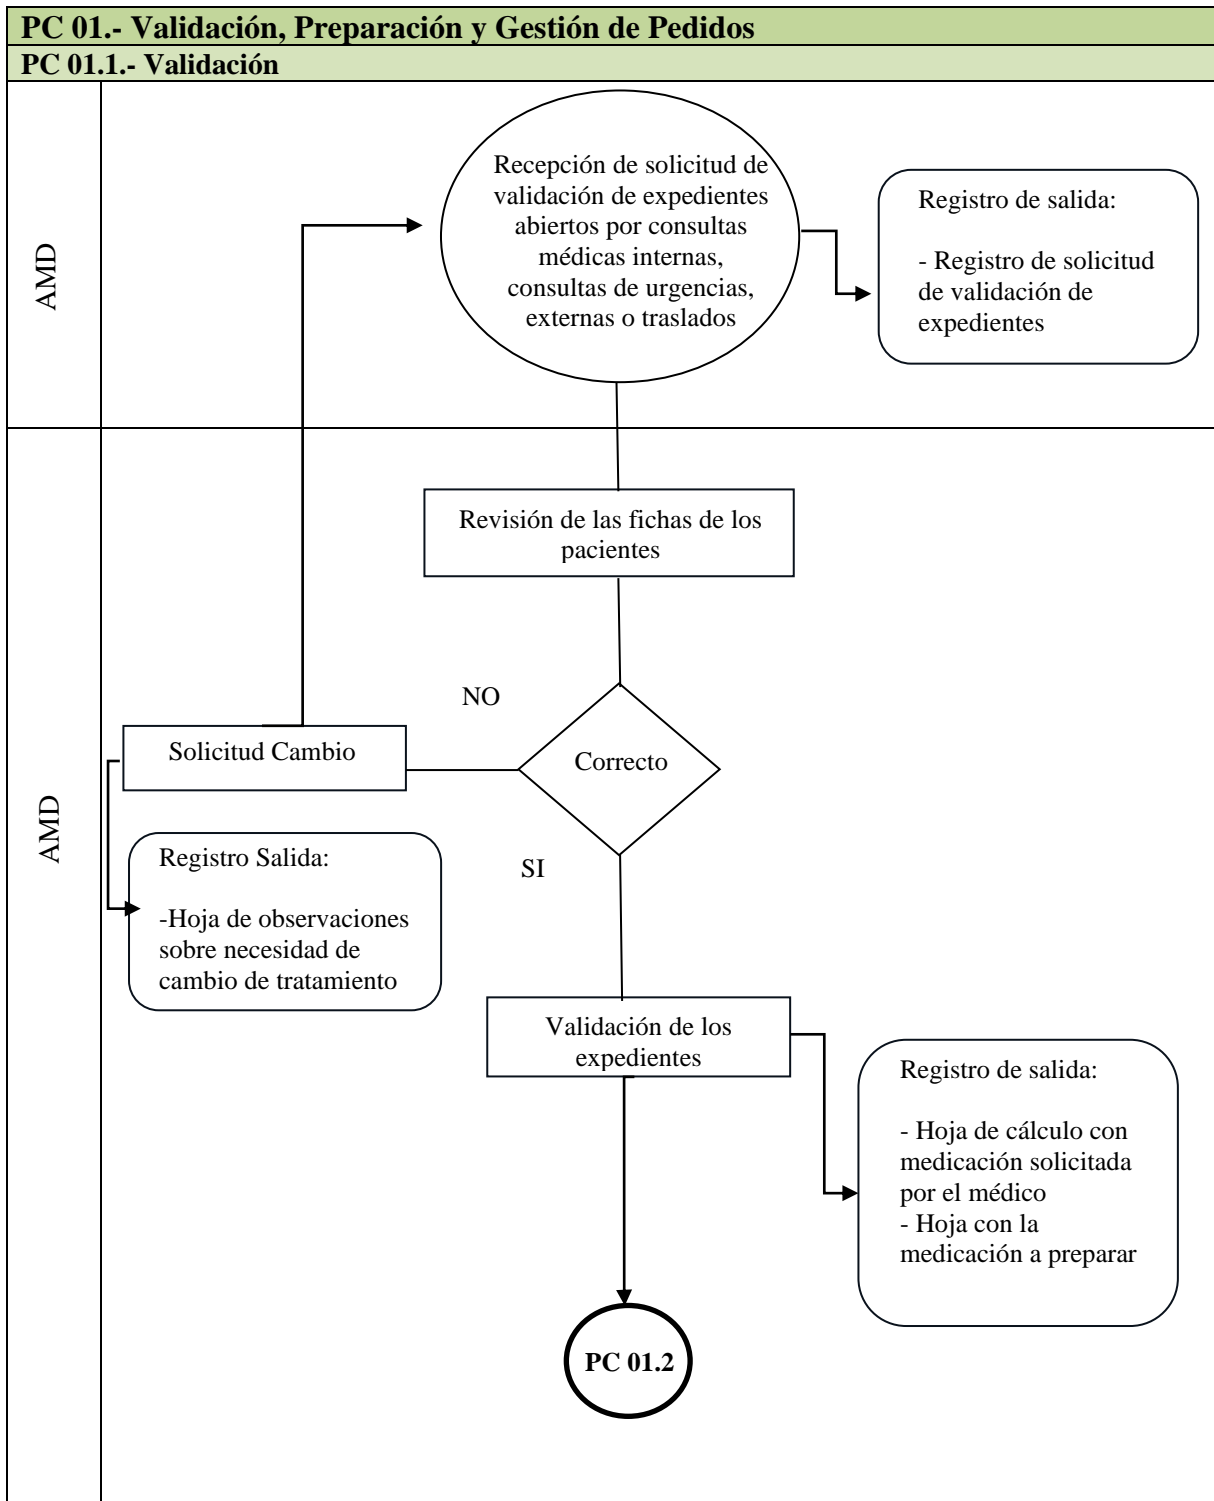 PC 01.- Validación, Preparación y Gestión de Pedidos
PC 01.1.- Validación
AMD
Recepción de solicitud de
validación de expedientes
abiertos por consultas
médicas internas,
consultas de urgencias,
externas o traslados
Registro de salida:
- Registro de solicitud
de validación de
expedientes
AMD
Revisión de las fichas de los
pacientes
NO
Correcto
Solicitud Cambio
Registro Salida:
-Hoja de observaciones
sobre necesidad de
cambio de tratamiento
SI
Validación de los
expedientes
Registro de salida:
- Hoja de cálculo con
medicación solicitada
por el médico
- Hoja con la
medicación a preparar
PC 01.2